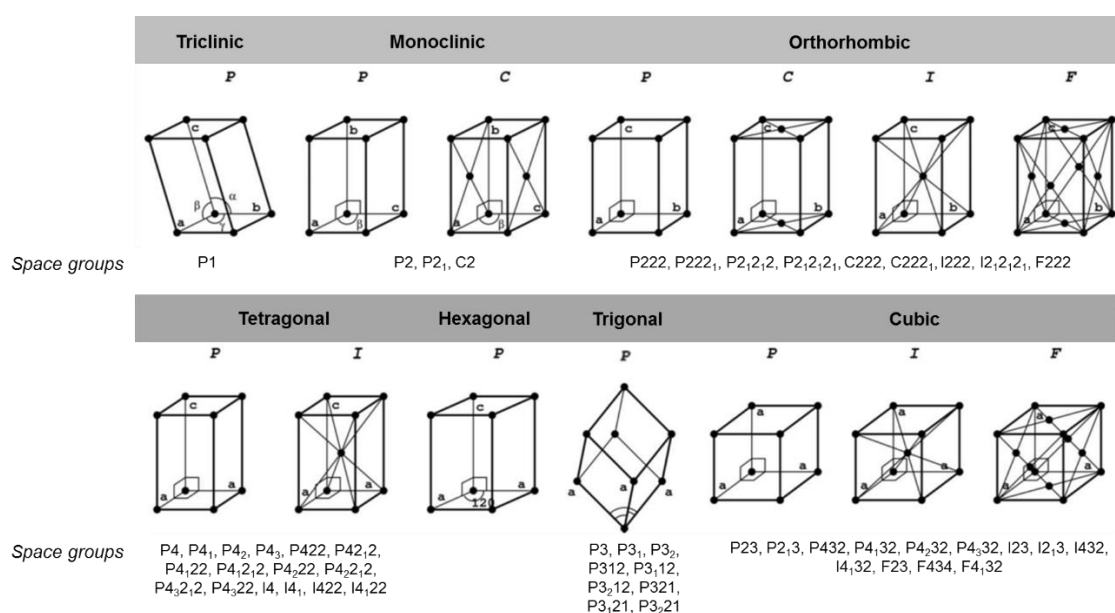 Triclinic Monoclinic Orthorhombic
P P C P C I F
c b b c c c c
β α
a γ b a β c a β c a b a b a b a b
Space groups P1 P2, P2₁, C2 P222, P222₁, P2₁2₁2, P2₁2₁2₁, C222, C222₁, I222, I2₁2₁2₁, F222
Tetragonal Hexagonal Trigonal Cubic
P I P P P I F
c c c a a a
a a a a a 120 a a a a a a a a a
Space groups P4, P4₁, P4₂, P4₃, P422, P42₁2, P3, P3₁, P3₂, P23, P2₁3, P432, P4₁32, P4₂32, P4₃32, I23, I2₁3, I432,
P4₁22, P4₁2₁2, P4₂22, P4₂2₁2, P312, P3₁12, I4₁32, F23, F434, F4₁32
P4₃2₁2, P4₃22, I4, I4₁, I422, I4₁22 P3₂12, P321,
P3₁21, P3₂21